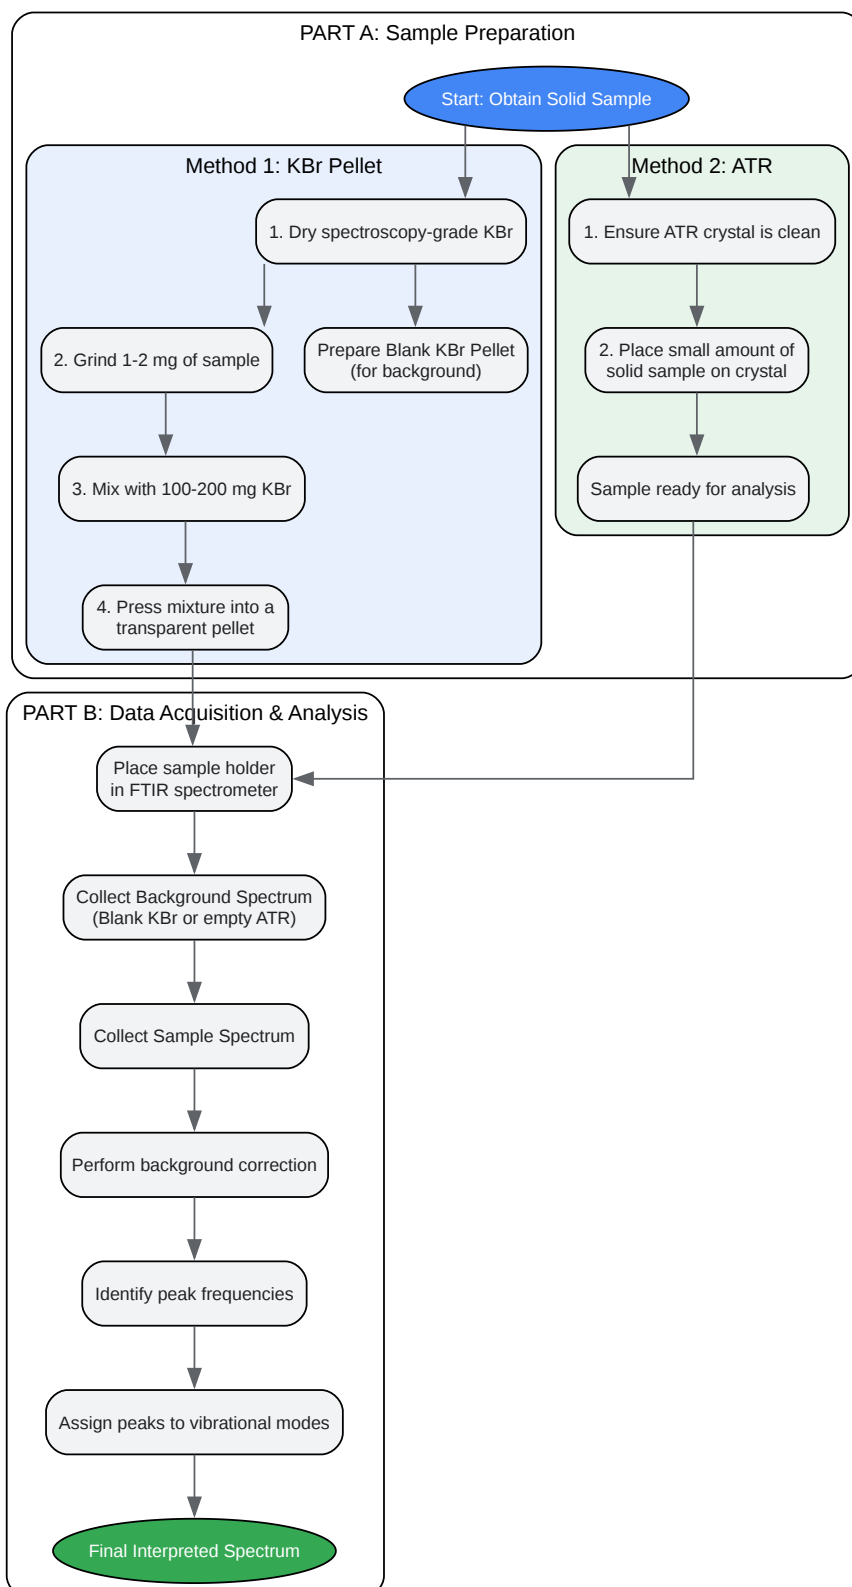 PART A: Sample Preparation
Start: Obtain Solid Sample
Method 1: KBr Pellet
1. Dry spectroscopy-grade KBr
2. Grind 1-2 mg of sample
Prepare Blank KBr Pellet
(for background)
3. Mix with 100-200 mg KBr
4. Press mixture into a
transparent pellet
Method 2: ATR
1. Ensure ATR crystal is clean
2. Place small amount of
solid sample on crystal
Sample ready for analysis
PART B: Data Acquisition & Analysis
Place sample holder
in FTIR spectrometer
Collect Background Spectrum
(Blank KBr or empty ATR)
Collect Sample Spectrum
Perform background correction
Identify peak frequencies
Assign peaks to vibrational modes
Final Interpreted Spectrum